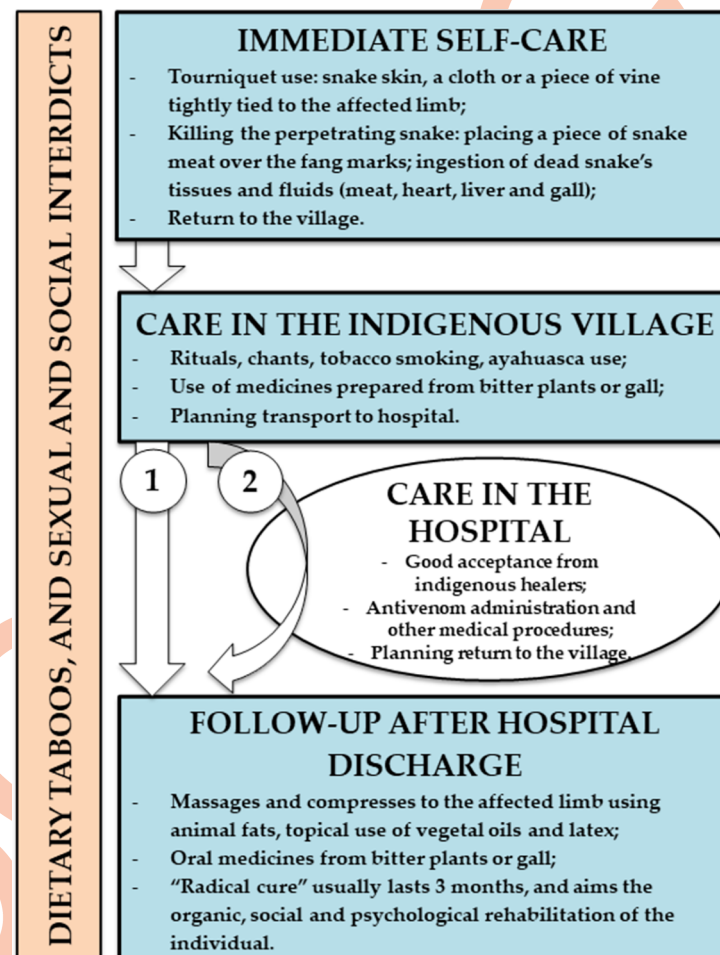 DIETARY TABOOS, AND SEXUAL AND SOCIAL INTERDICTS
IMMEDIATE SELF-CARE
- Tourniquet use: snake skin, a cloth or a piece of vine
tightly tied to the affected limb;
- Killing the perpetrating snake: placing a piece of snake
meat over the fang marks; ingestion of dead snake's
tissues and fluids (meat, heart, liver and gall);
- Return to the village.
CARE IN THE INDIGENOUS VILLAGE
- Rituals, chants, tobacco smoking, ayahuasca use;
- Use of medicines prepared from bitter plants or gall;
- Planning transport to hospital.
1
2
CARE IN THE
HOSPITAL
- Good acceptance from
indigenous healers;
- Antivenom administration and
other medical procedures;
- Planning return to the village.
FOLLOW-UP AFTER HOSPITAL
DISCHARGE
- Massages and compresses to the affected limb using
animal fats, topical use of vegetal oils and latex;
- Oral medicines from bitter plants or gall;
- “Radical cure” usually lasts 3 months, and aims the
organic, social and psychological rehabilitation of the
individual.